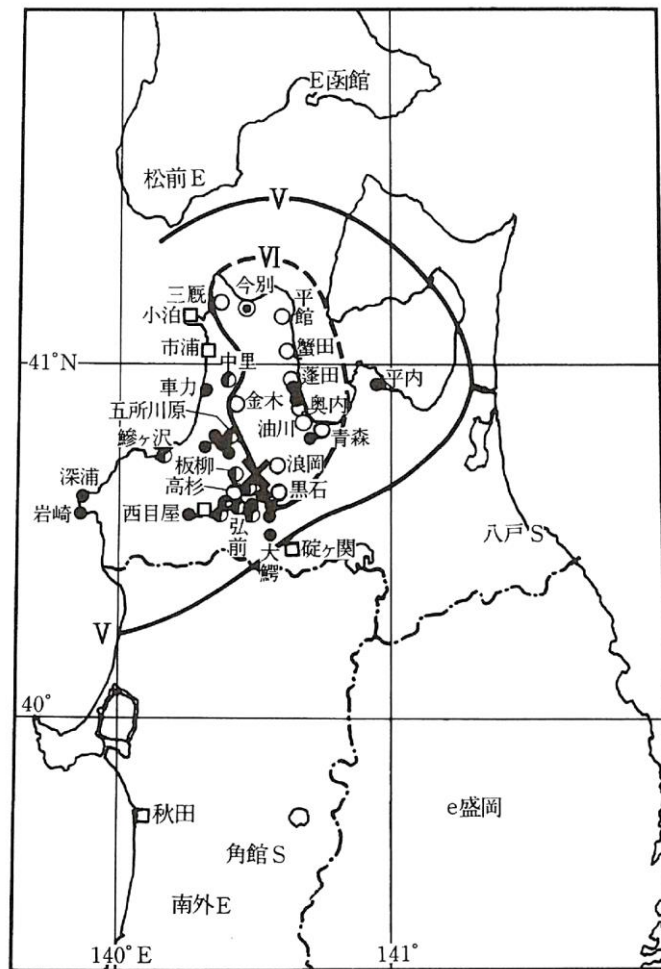 E函館
松前E
V
VI
三厩
今別
平館
小泊
市浦
蟹田
41°N
中里
蓬田
平内
車力
金木
奥内
五所川原
油川
青森
鰺ヶ沢
板柳
浪岡
深浦
高杉
黒石
岩崎
西目屋
弘前
大鰐
碇ヶ関
八戸S
V
40°
秋田
e盛岡
角館S
南外E
140°E
141°